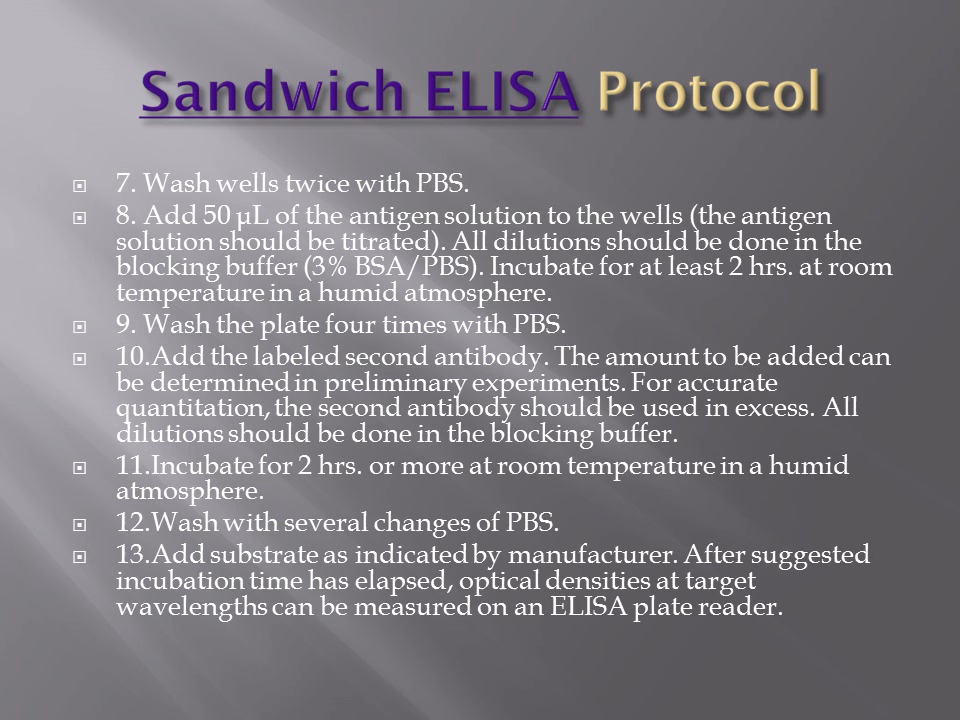 Sandwich ELISA Protocol
7. Wash wells twice with PBS.
8. Add 50 µL of the antigen solution to the wells (the antigen
solution should be titrated). All dilutions should be done in the
blocking buffer (3% BSA/PBS). Incubate for at least 2 hrs. at room
temperature in a humid atmosphere.
9. Wash the plate four times with PBS.
10.Add the labeled second antibody. The amount to be added can
be determined in preliminary experiments. For accurate
quantitation, the second antibody should be used in excess. All
dilutions should be done in the blocking buffer.
11.Incubate for 2 hrs. or more at room temperature in a humid
atmosphere.
12.Wash with several changes of PBS.
13.Add substrate as indicated by manufacturer. After suggested
incubation time has elapsed, optical densities at target
wavelengths can be measured on an ELISA plate reader.